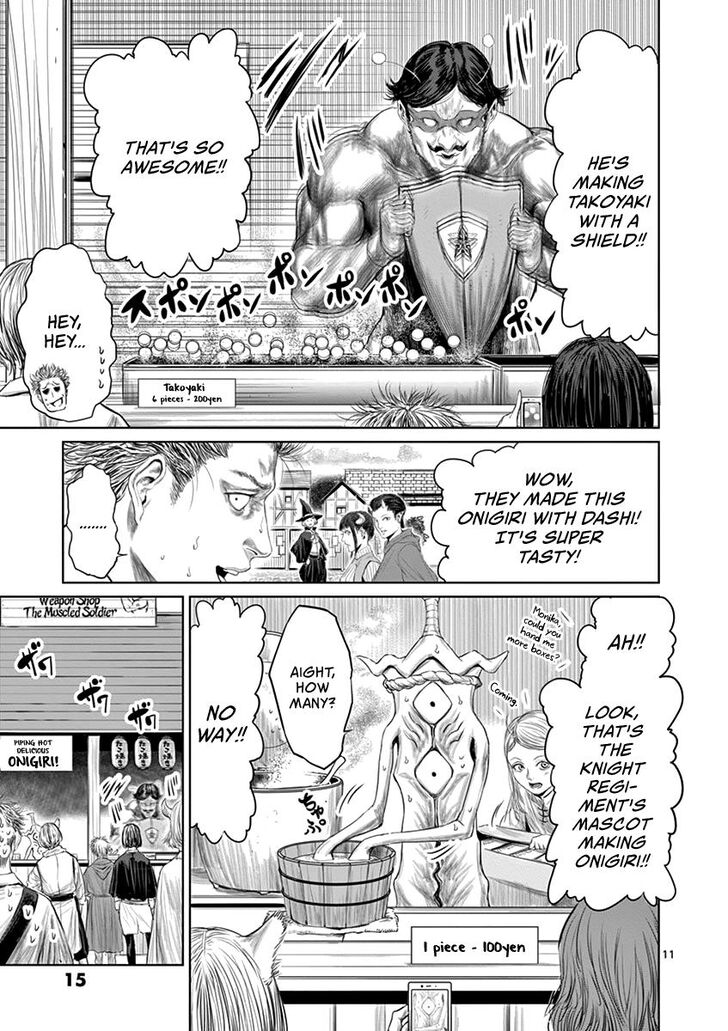 HE'S
MAKING
TAKOYAKI
WITH A
SHIELD!!
THAT'S SO
AWESOME!!
スポンポンポンポンポンポン
HEY,
HEY...
Takoyaki
6 pieces - 200yen
WOW,
THEY MADE THIS
ONIGIRI WITH DASHI!
IT'S SUPER
TASTY!
........
AH!!
LOOK,
THAT'S
THE
KNIGHT
REGI-
MENT'S
MASCOT
MAKING
ONIGIRI!!
Monika,
could you
hand me
more boxes?
Coming.
AIGHT,
HOW
MANY?
NO
WAY!!
1 piece - 100yen
Weapon Shop
The Muscled Soldier
ザワ
ザワ
ザワ
PIPING HOT
DELICIOUS
ONIGIRI!
11
15